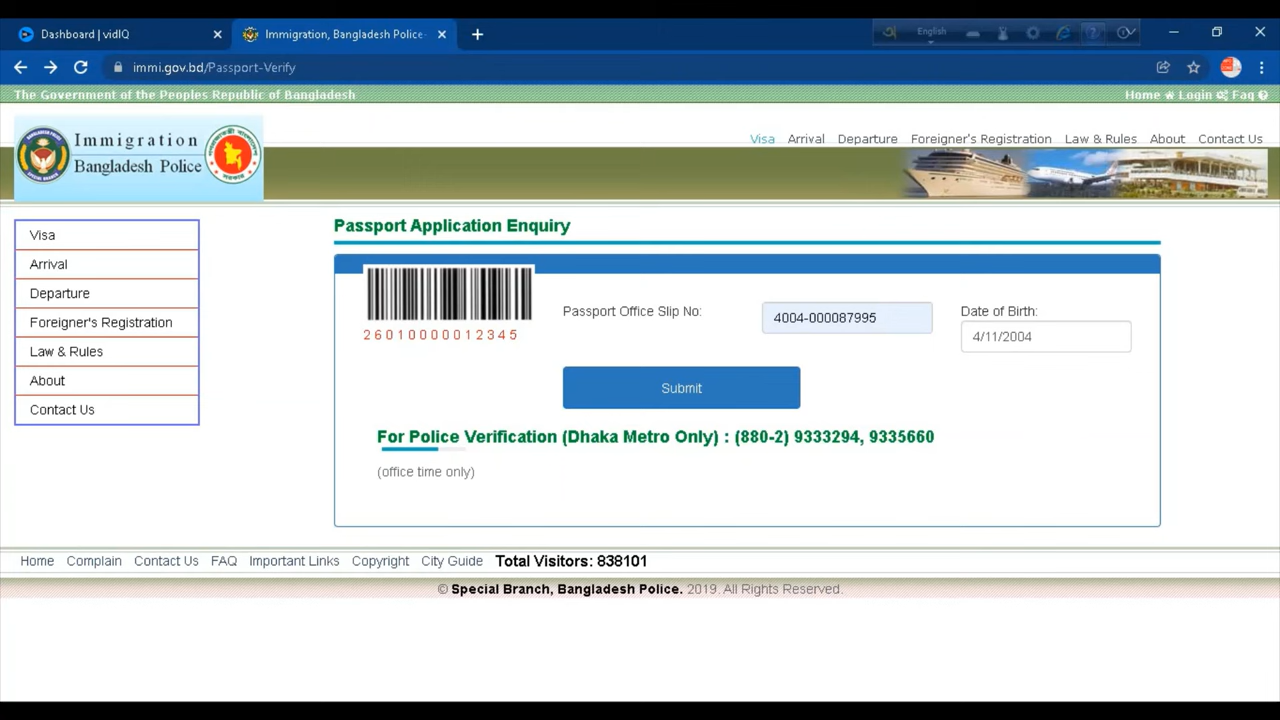 Dashboard | vidIQ
Immigration, Bangladesh Police
English
immi.gov.bd/Passport-Verify
The Government of the Peoples Republic of Bangladesh
Home Login Faq
Immigration
Bangladesh Police
Visa Arrival Departure Foreigner's Registration Law & Rules About Contact Us
Visa
Arrival
Departure
Foreigner's Registration
Law & Rules
About
Contact Us
Passport Application Enquiry
26010000012345
Passport Office Slip No:
4004-000087995
Date of Birth:
4/11/2004
Submit
For Police Verification (Dhaka Metro Only) : (880-2) 9333294, 9335660
(office time only)
Home Complain Contact Us FAQ Important Links Copyright City Guide Total Visitors: 838101
© Special Branch, Bangladesh Police. 2019. All Rights Reserved.